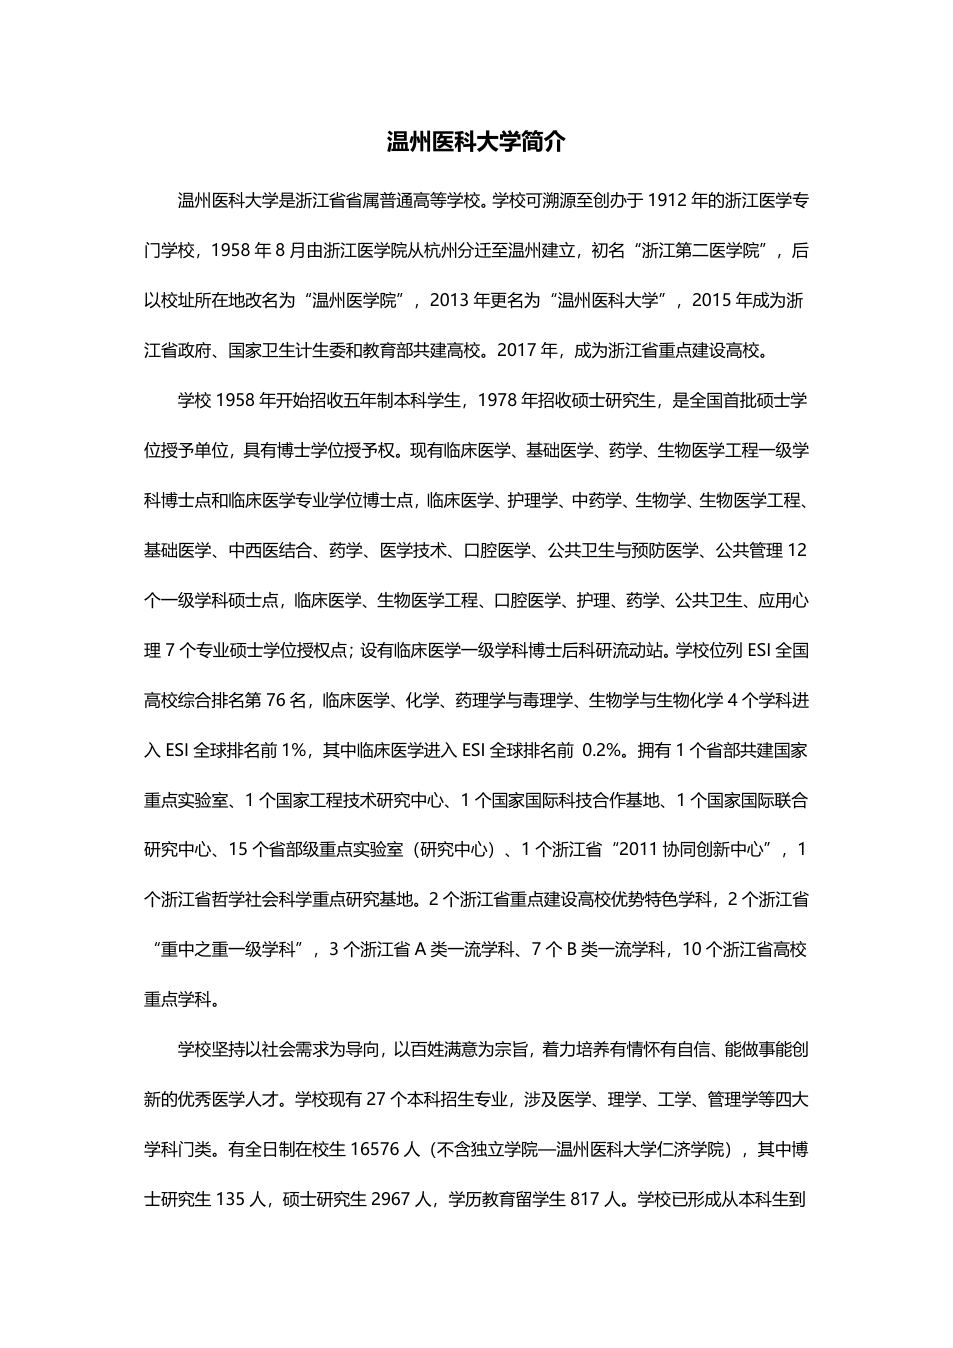 温州医科大学简介
温州医科大学是浙江省省属普通高等学校。学校可溯源至创办于 1912 年的浙江医学专
门学校，1958 年 8 月由浙江医学院从杭州分迁至温州建立，初名“浙江第二医学院”，后
以校址所在地改名为“温州医学院”，2013 年更名为“温州医科大学”，2015 年成为浙
江省政府、国家卫生计生委和教育部共建高校。2017 年，成为浙江省重点建设高校。
学校 1958 年开始招收五年制本科学生，1978 年招收硕士研究生，是全国首批硕士学
位授予单位，具有博士学位授予权。现有临床医学、基础医学、药学、生物医学工程一级学
科博士点和临床医学专业学位博士点，临床医学、护理学、中药学、生物学、生物医学工程、
基础医学、中西医结合、药学、医学技术、口腔医学、公共卫生与预防医学、公共管理 12
个一级学科硕士点，临床医学、生物医学工程、口腔医学、护理、药学、公共卫生、应用心
理 7 个专业硕士学位授权点；设有临床医学一级学科博士后科研流动站。学校位列 ESI 全国
高校综合排名第 76 名，临床医学、化学、药理学与毒理学、生物学与生物化学 4 个学科进
入 ESI 全球排名前 1%，其中临床医学进入 ESI 全球排名前 0.2%。拥有 1 个省部共建国家
重点实验室、1 个国家工程技术研究中心、1 个国家国际科技合作基地、1 个国家国际联合
研究中心、15 个省部级重点实验室（研究中心）、1 个浙江省“2011 协同创新中心”，1
个浙江省哲学社会科学重点研究基地。2 个浙江省重点建设高校优势特色学科，2 个浙江省
“重中之重一级学科”，3 个浙江省 A 类一流学科、7 个 B 类一流学科，10 个浙江省高校
重点学科。
学校坚持以社会需求为导向，以百姓满意为宗旨，着力培养有情怀有自信、能做事能创
新的优秀医学人才。学校现有 27 个本科招生专业，涉及医学、理学、工学、管理学等四大
学科门类。有全日制在校生 16576 人（不含独立学院—温州医科大学仁济学院），其中博
士研究生 135 人，硕士研究生 2967 人，学历教育留学生 817 人。学校已形成从本科生到